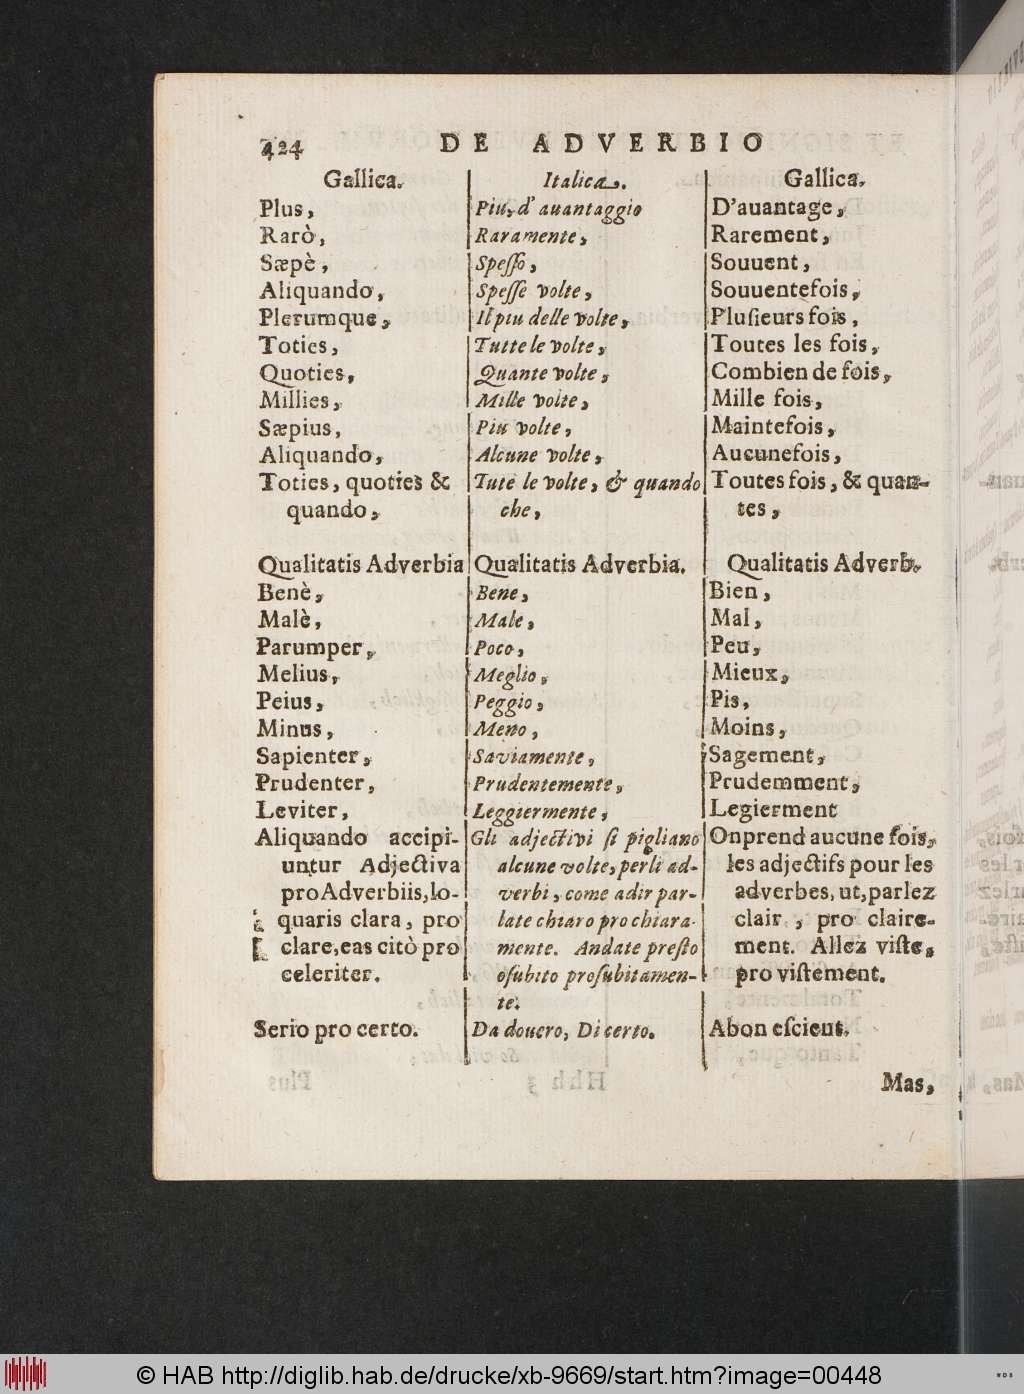 424 DE ADVERBIO
Gallica. Italica. Gallica.
Plus, Piu, d' auantaggio D'auantage,
Rarò, Raramente, Rarement,
Sæpè, Speſſo, Souuent,
Aliquando, Speſſe volte, Souuentefois,
Plerumque, Il piu delle volte, Pluſieurs fois,
Toties, Tutte le volte, Toutes les fois,
Quoties, Quante volte, Combien de fois,
Millies, Mille volte, Mille fois,
Sæpius, Piu volte, Maintefois,
Aliquando, Alcune volte, Aucunefois,
Toties, quoties & Tute le volte, & quando Toutes fois, & quan-
quando, che, tes,
Qualitatis Adverbia Qualitatis Adverbia. Qualitatis Adverb.
Benè, Bene, Bien,
Malè, Male, Mal,
Parumper, Poco, Peu,
Melius, Meglio, Mieux,
Peius, Peggio, Pis,
Minus, Meno, Moins,
Sapienter, Saviamente, Sagement,
Prudenter, Prudentemente, Prudemment,
Leviter, Leggiermente, Legierment
Aliquando accipi- Gli adjectivi ſi pigliano Onprend aucune fois,
untur Adjectiva alcune volte, per li ad- les adjectifs pour les
pro Adverbiis, lo- verbi, come adir par- adverbes, ut, parlez
quaris clara, pro late chiaro pro chiara- clair, pro claire-
clare, eas citò pro mente. Andate preſto ment. Allez viſte,
celeriter. oſubito proſubitamen- pro viſtement.
te.
Serio pro certo. Da douero, Di certo. Abon eſcient.
Mas,
© HAB http://diglib.hab.de/drucke/xb-9669/start.htm?image=00448